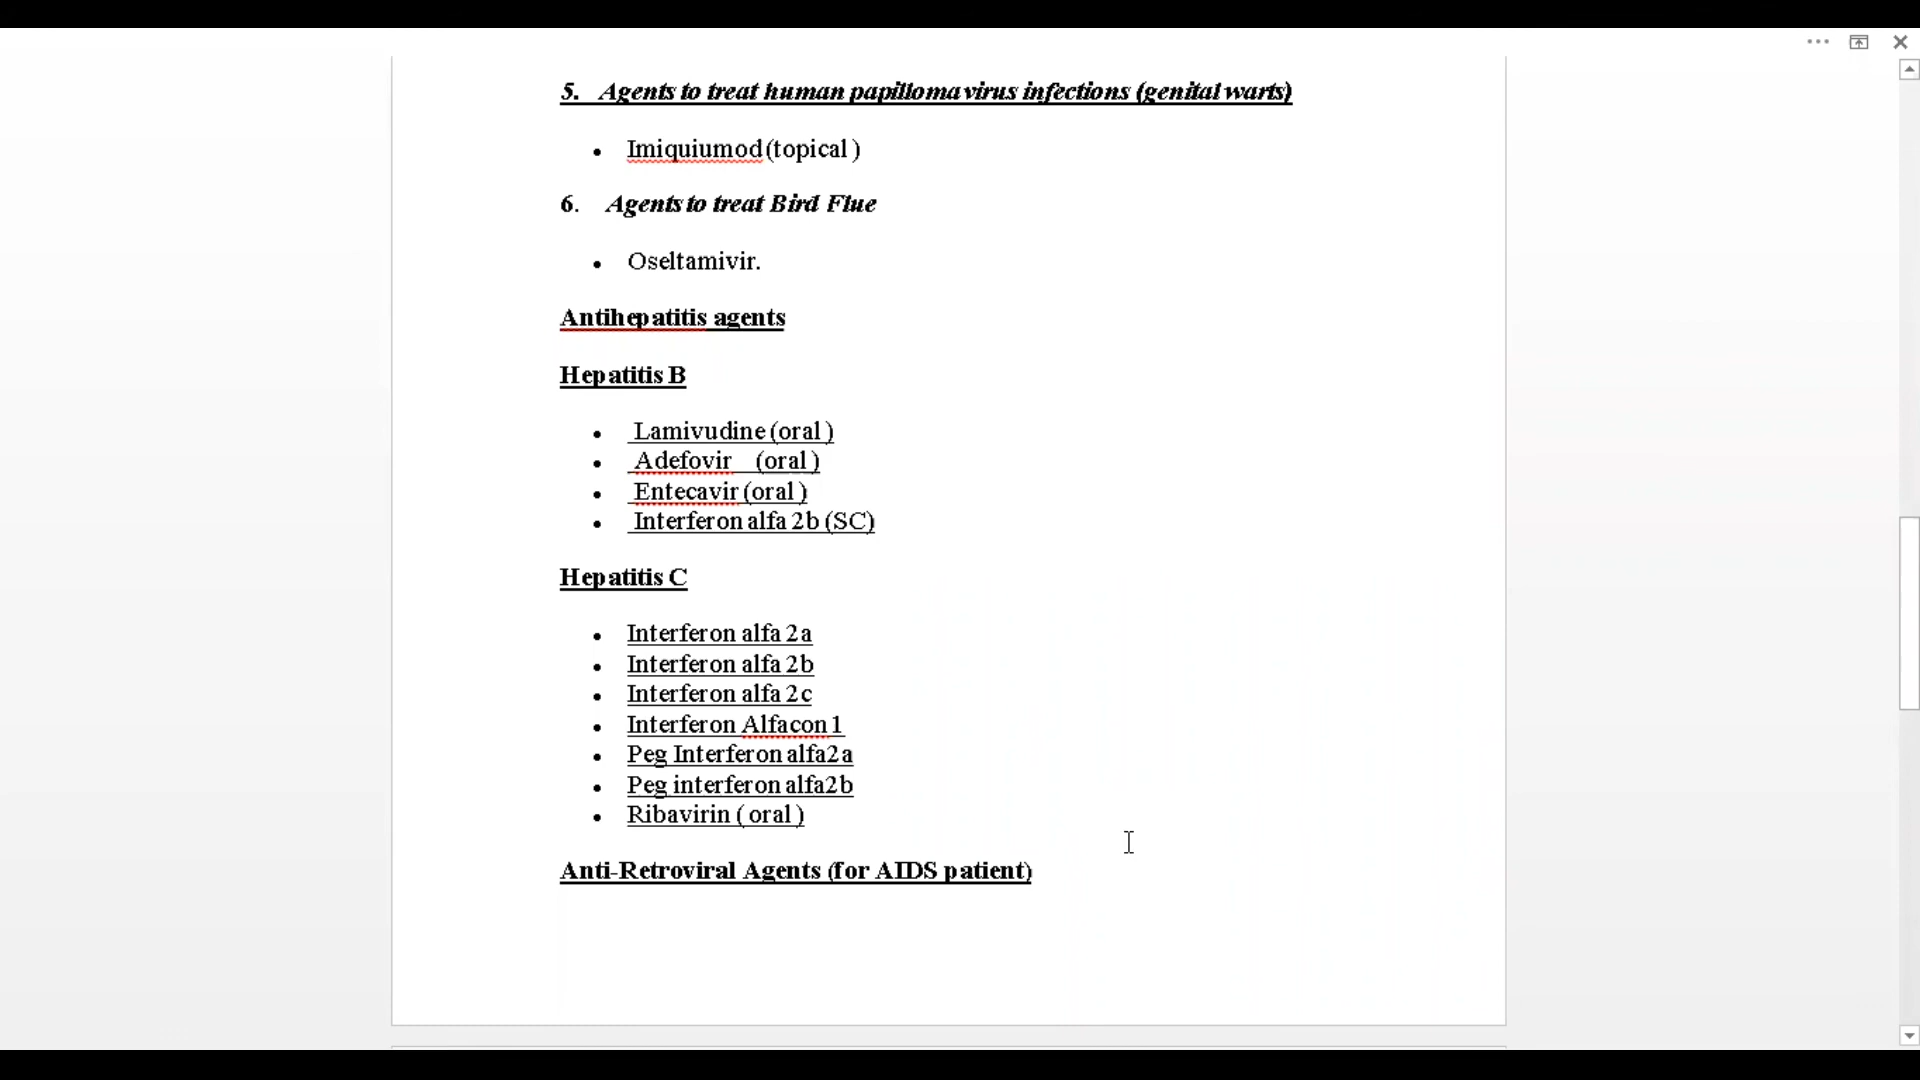 5. Agents to treat human papilloma virus infections (genital warts)
• Imiquiumod (topical )
6. Agents to treat Bird Flue
• Oseltamivir.
Antihepatitis agents
Hepatitis B
• Lamivudine (oral )
• Adefovir (oral )
• Entecavir (oral )
• Interferon alfa 2b (SC)
Hepatitis C
• Interferon alfa 2a
• Interferon alfa 2b
• Interferon alfa 2c
• Interferon Alfacon 1
• Peg Interferon alfa2a
• Peg interferon alfa2b
• Ribavirin ( oral )
Anti-Retroviral Agents (for AIDS patient)